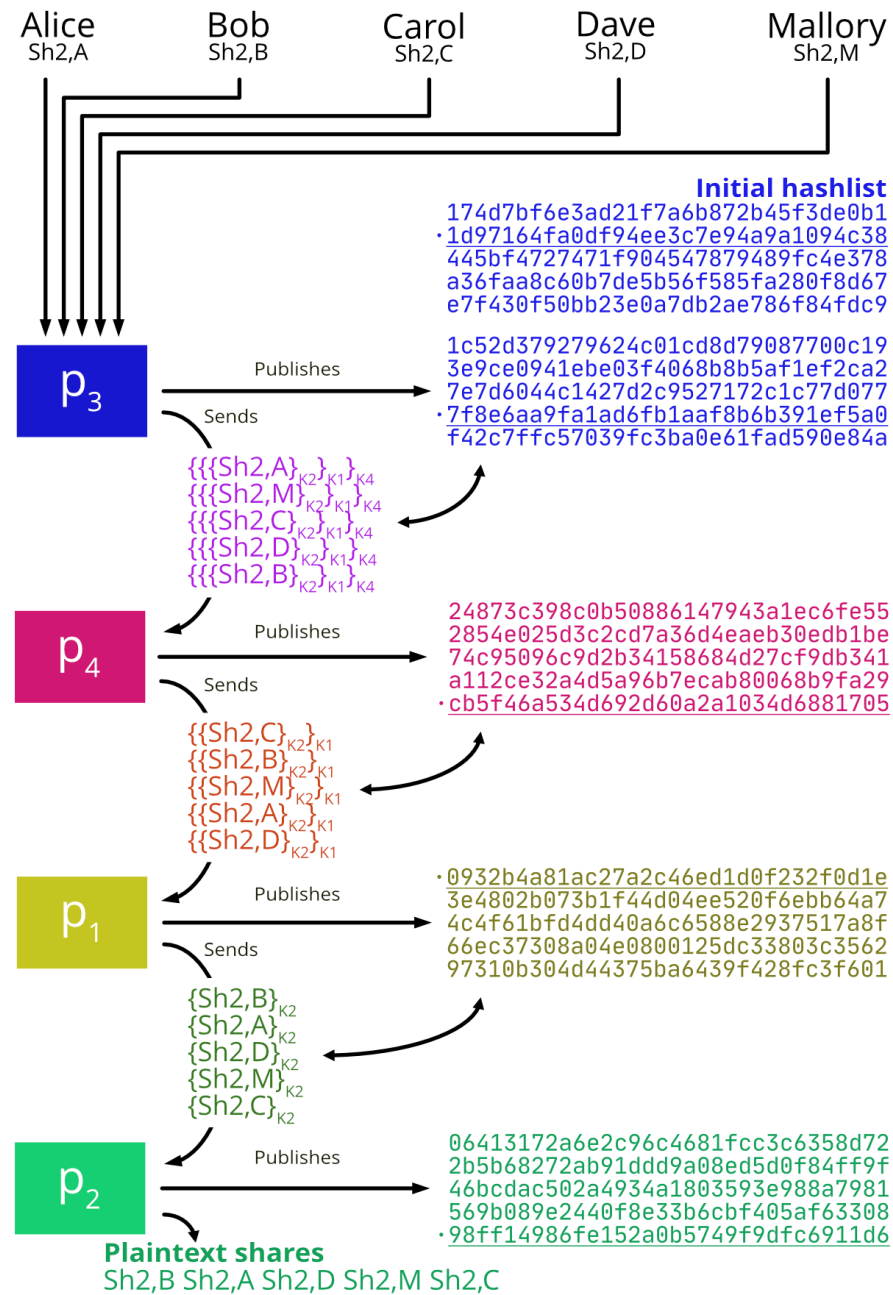 Alice Bob Carol Dave Mallory
Sh2,A Sh2,B Sh2,C Sh2,D Sh2,M
Initial hashlist
174d7bf6e3ad21f7a6b872b45f3de0b1
·1d97164fa0df94ee3c7e94a9a1094c38
445bf4727471f904547879489fc4e378
a36faa8c60b7de5b56f585fa280f8d67
e7f430f50bb23e0a7db2ae786f84fdc9
p3
Publishes
1c52d379279624c01cd8d79087700c19
3e9ce0941ebe03f4068b8b5af1ef2ca2
7e7d6044c1427d2c9527172c1c77d077
·7f8e6aa9fa1ad6fb1aaf8b6b391ef5a0
f42c7ffc57039fc3ba0e61fad590e84a
Sends
{{{Sh2,A}K2}K1}K4
{{{Sh2,M}K2}K1}K4
{{{Sh2,C}K2}K1}K4
{{{Sh2,D}K2}K1}K4
{{{Sh2,B}K2}K1}K4
p4
Publishes
24873c398c0b50886147943a1ec6fe55
2854e025d3c2cd7a36d4eaeb30edb1be
74c95096c9d2b34158684d27cf9db341
a112ce32a4d5a96b7ecab80068b9fa29
·cb5f46a534d692d60a2a1034d6881705
Sends
{{Sh2,C}K2}K1
{{Sh2,B}K2}K1
{{Sh2,M}K2}K1
{{Sh2,A}K2}K1
{{Sh2,D}K2}K1
p1
Publishes
·0932b4a81ac27a2c46ed1d0f232f0d1e
3e4802b073b1f44d04ee520f6ebb64a7
4c4f61bfd4dd40a6c6588e2937517a8f
66ec37308a04e0800125dc33803c3562
97310b304d44375ba6439f428fc3f601
Sends
{Sh2,B}K2
{Sh2,A}K2
{Sh2,D}K2
{Sh2,M}K2
{Sh2,C}K2
p2
Publishes
06413172a6e2c96c4681fcc3c6358d72
2b5b68272ab91ddd9a08ed5d0f84ff9f
46bcdac502a4934a1803593e988a7981
569b089e2440f8e33b6cbf405af63308
·98ff14986fe152a0b5749f9dfc6911d6
Plaintext shares
Sh2,B Sh2,A Sh2,D Sh2,M Sh2,C